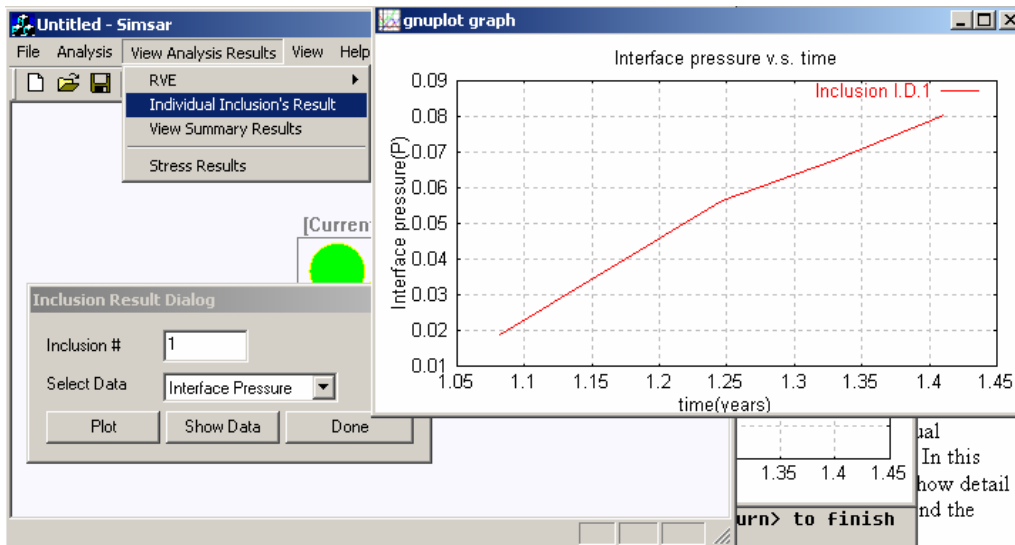 Untitled - Simsar
File Analysis View Analysis Results View Help
RVE
Individual Inclusion's Result
View Summary Results
Stress Results
[Current
Inclusion Result Dialog
Inclusion # 1
Select Data Interface Pressure
Plot Show Data Done
gnuplot graph
Interface pressure v.s. time
Inclusion I.D.1
Interface pressure(P)
0.09
0.08
0.07
0.06
0.05
0.04
0.03
0.02
0.01
1.05 1.1 1.15 1.2 1.25 1.3 1.35 1.4 1.45
time(years)
1.35 1.4 1.45
urn> to finish
ual
In this
how detail
nd the